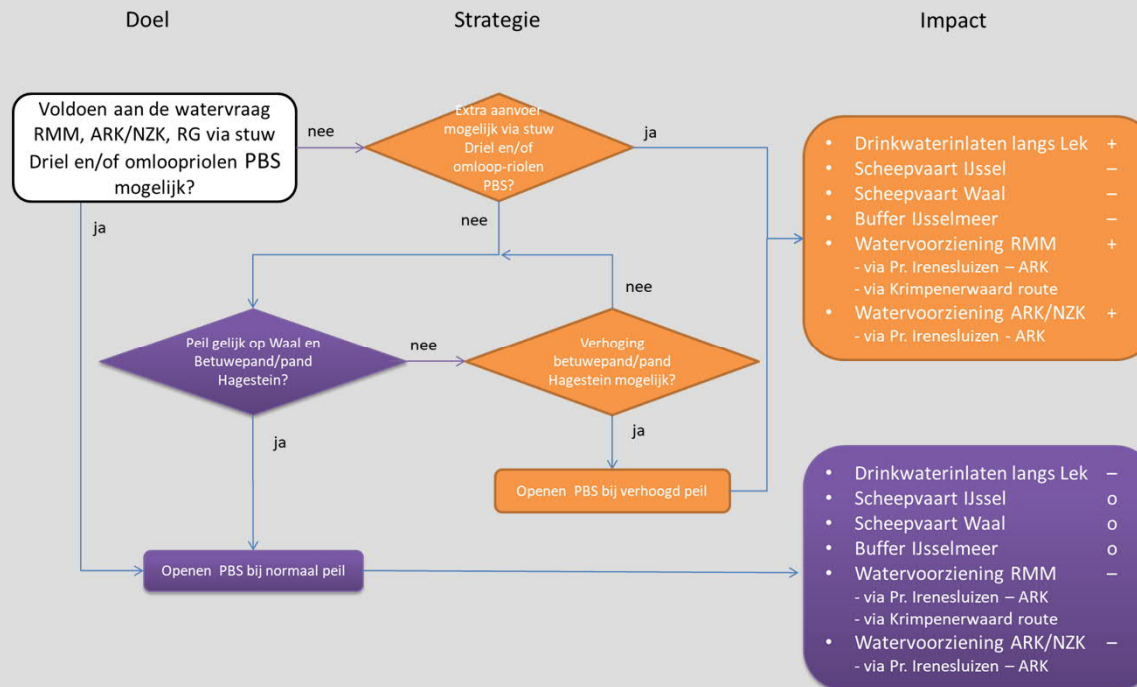 Doel
Strategie
Impact
Voldoen aan de watervraag
RMM, ARK/NZK, RG via stuw
Driel en/of omloopriolen PBS
mogelijk?
nee
Extra aanvoer
mogelijk via stuw
Driel en/of
omloop-riolen
PBS?
ja
nee
ja
Peil gelijk op Waal en
Betuwepand/pand
Hagestein?
nee
Verhoging
betuwepand/pand
Hagestein mogelijk?
nee
ja
ja
Openen PBS bij verhoogd peil
Openen PBS bij normaal peil
• Drinkwaterinlaten langs Lek +
• Scheepvaart IJssel –
• Scheepvaart Waal –
• Buffer IJsselmeer –
• Watervoorziening RMM +
- via Pr. Irenesluizen – ARK
- via Krimpenerwaard route
• Watervoorziening ARK/NZK +
- via Pr. Irenesluizen - ARK
• Drinkwaterinlaten langs Lek –
• Scheepvaart IJssel o
• Scheepvaart Waal o
• Buffer IJsselmeer o
• Watervoorziening RMM –
- via Pr. Irenesluizen – ARK
- via Krimpenerwaard route
• Watervoorziening ARK/NZK –
- via Pr. Irenesluizen – ARK